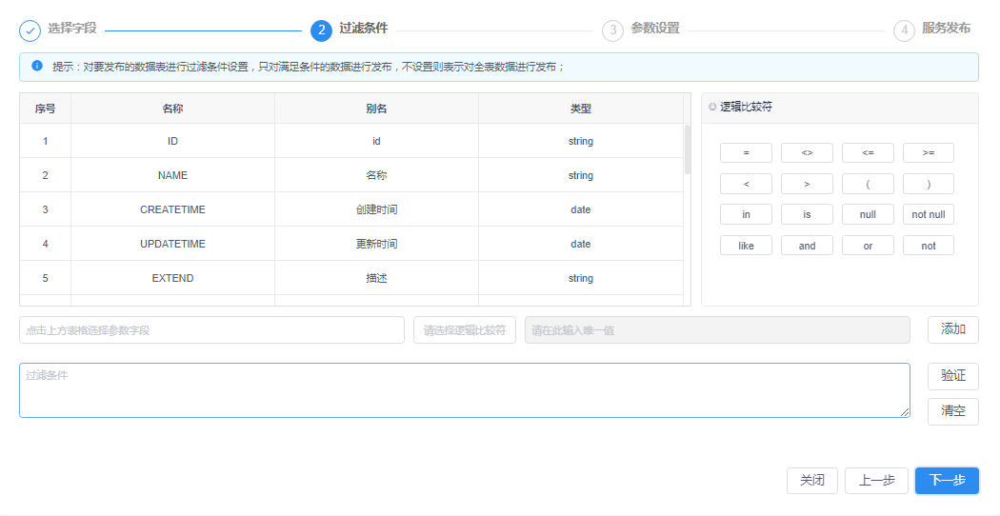 选择字段 2 过滤条件 3 参数设置 4 服务发布
提示：对要发布的数据表进行过滤条件设置，只对满足条件的数据进行发布，不设置则表示对全表数据进行发布；
序号 名称 别名 类型
1 ID id string
2 NAME 名称 string
3 CREATETIME 创建时间 date
4 UPDATETIME 更新时间 date
5 EXTEND 描述 string
逻辑比较符
= <> <= >=
< > ( )
in is null not null
like and or not
点击上方表格选择参数字段 请选择逻辑比较符 请在此输入唯一值 添加
过滤条件 验证
清空
关闭 上一步 下一步